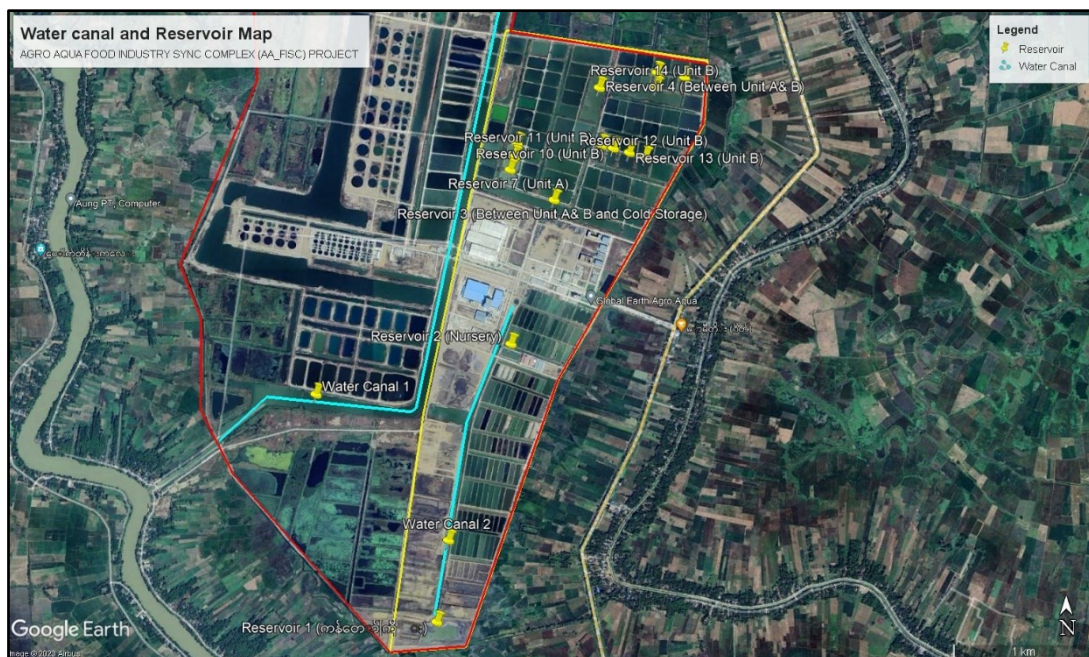 Water canal and Reservoir Map
AGRO AQUA FOOD INDUSTRY SYNC COMPLEX (AA_FISC) PROJECT
Legend
Reservoir
Water Canal
Reservoir 14 (Unit B)
Reservoir 4 (Between Unit A& B)
Reservoir 11 (Unit B)
Reservoir 12 (Unit B)
Reservoir 10 (Unit B)
Reservoir 13 (Unit B)
Reservoir 7 (Unit A)
Aung PT, Computer
Reservoir 3 (Between Unit A& B and Cold Storage)
Global Earth Agro Aqua
Reservoir 2 (Nursery)
Water Canal 1
Water Canal 2
Reservoir 1
Google Earth
Image © 2023 Airbus
N
1 km